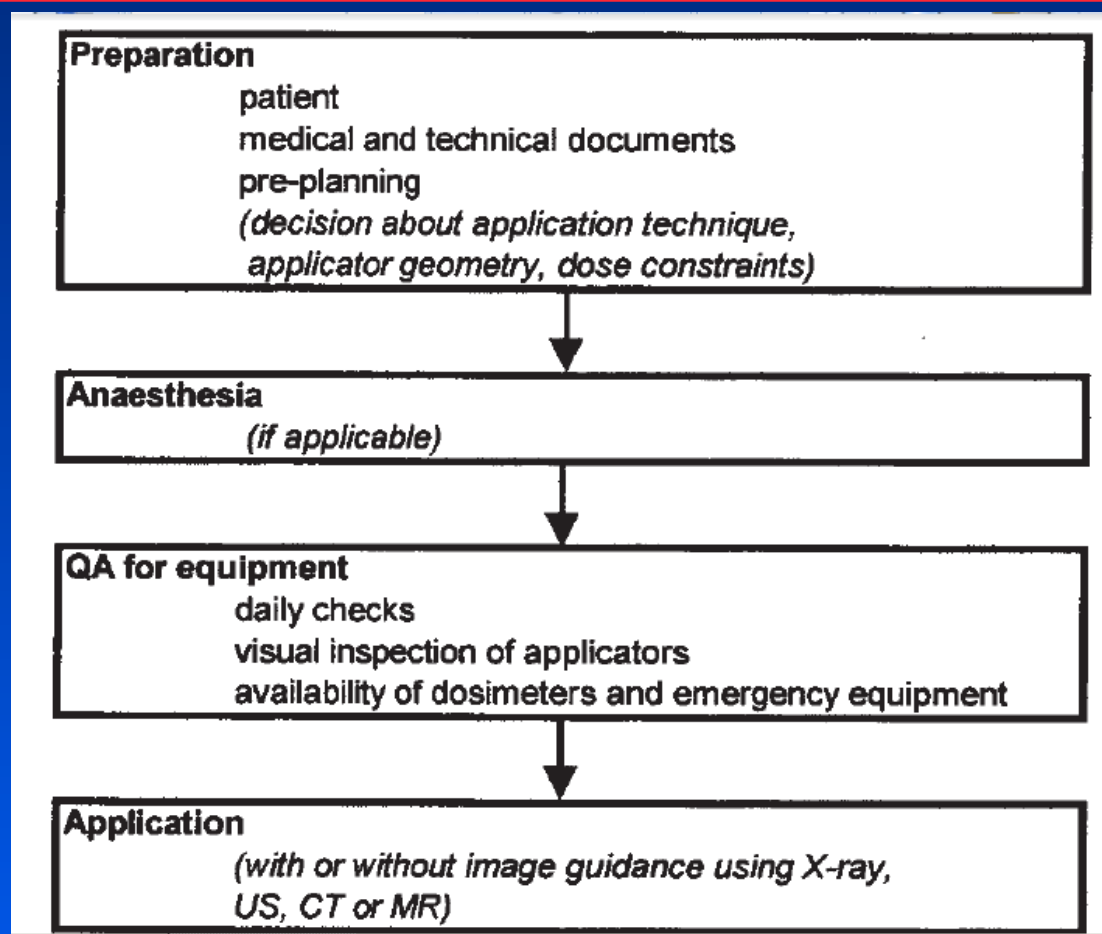 Preparation
patient
medical and technical documents
pre-planning
(decision about application technique,
applicator geometry, dose constraints)
Anaesthesia
(if applicable)
QA for equipment
daily checks
visual inspection of applicators
availability of dosimeters and emergency equipment
Application
(with or without image guidance using X-ray,
US, CT or MR)